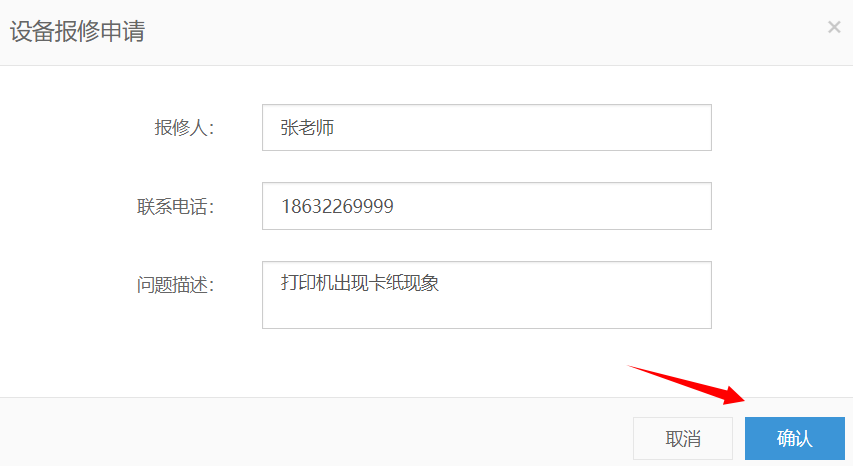 设备报修申请
×
报修人： 张老师
联系电话： 18632269999
问题描述： 打印机出现卡纸现象
取消 确认